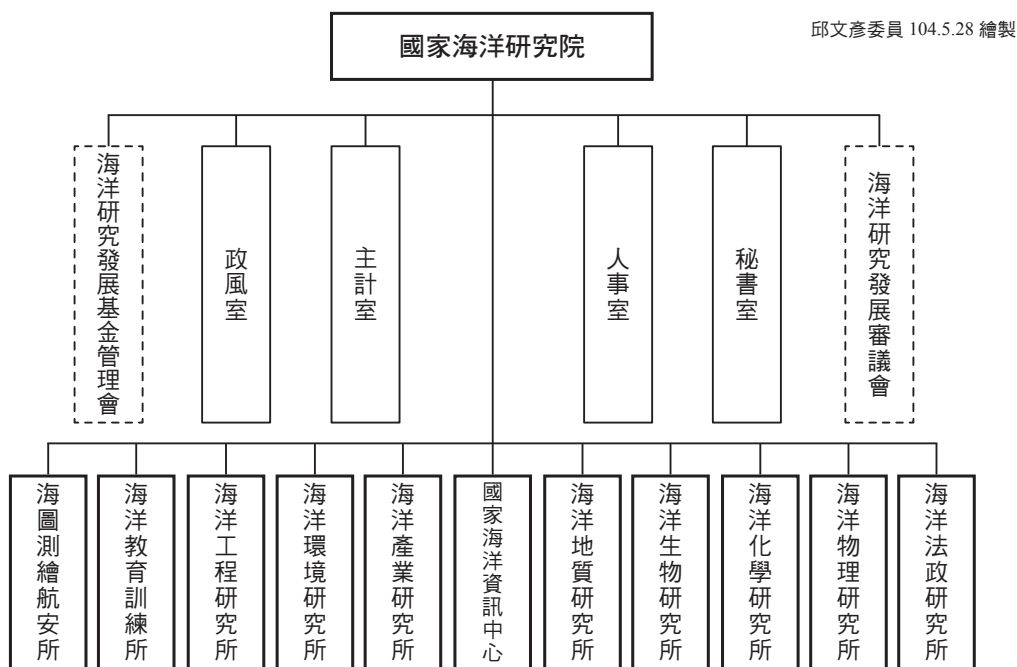 國家海洋研究院
邱文彥委員 104.5.28 繪製
海洋研究發展基金管理會
政風室
主計室
人事室
秘書室
海洋研究發展審議會
海圖測繪航安所
海洋教育訓練所
海洋工程研究所
海洋環境研究所
海洋產業研究所
國家海洋資訊中心
海洋地質研究所
海洋生物研究所
海洋化學研究所
海洋物理研究所
海洋法政研究所